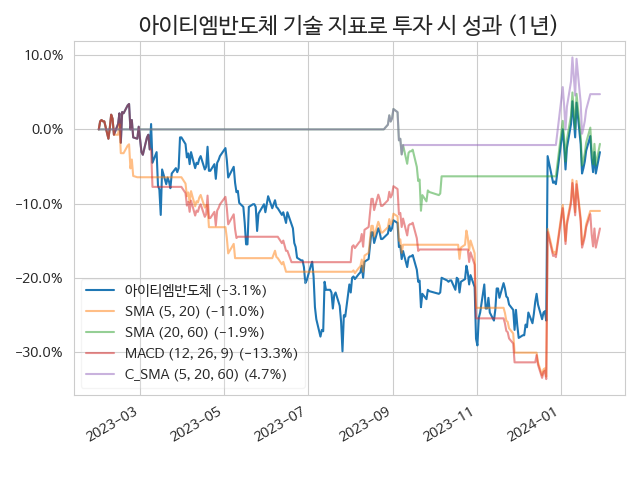 아이티엠반도체 기술 지표로 투자 시 성과 (1년)
10.0%
0.0%
−10.0%
−20.0%
−30.0%
아이티엠반도체 (−3.1%)
SMA (5, 20) (−11.0%)
SMA (20, 60) (−1.9%)
MACD (12, 26, 9) (−13.3%)
C_SMA (5, 20, 60) (4.7%)
2023−03
2023−05
2023−07
2023−09
2023−11
2024−01